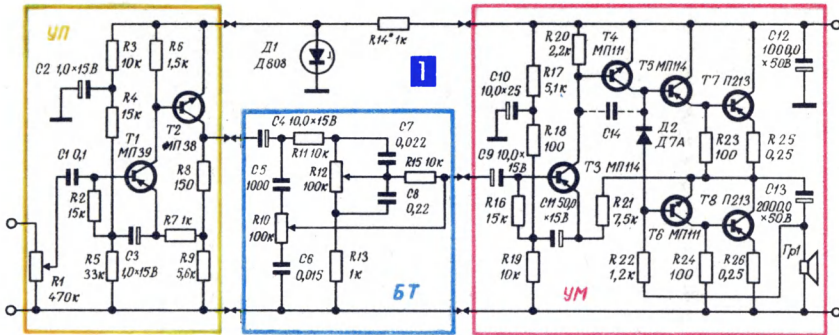 УП
R3
10к
R6
1,5к
C2 1,0×15В
R4
15к
T1
МП39
T2
МП38
C1 0,1
R2
15к
R8
150
R7 1к
R1
470к
R5
33к
C3
1,0×15В
R9
5,6к
Д1
Д808
R14* 1к
1
C4 10,0×15В
R11 10к
C7
0,022
C5
1000
R12
100к
R15 10к
C8
0,22
R10
100к
C6
0,015
R13
1к
БТ
R20
2,2к
T4
МП111
C10
10,0×25
R17
5,1к
T5 МП114
T7 П213
C12
1000,0
×50В
R18
100
C14
Д2
Д7А
R23
100
R25
0,25
C9 10,0×
×15В
T3 МП114
R16
15к
C11 50,0
×15В
R21
7,5к
T8 П213
C13
2000,0
×50В
T6 МП111
R19
10к
R22
1,2к
R24
100
R26
0,25
Гр1
УМ